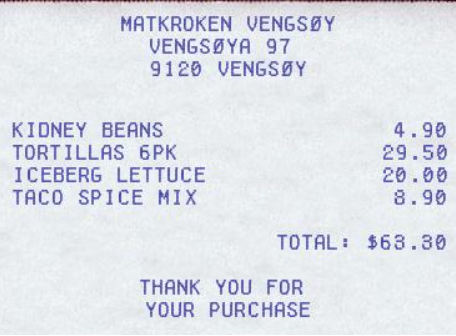 MATKROKEN VENGSØY
VENGSØYA 97
9120 VENGSØY
KIDNEY BEANS 4.90
TORTILLAS 6PK 29.50
ICEBERG LETTUCE 20.00
TACO SPICE MIX 8.90
TOTAL: $63.30
THANK YOU FOR
YOUR PURCHASE